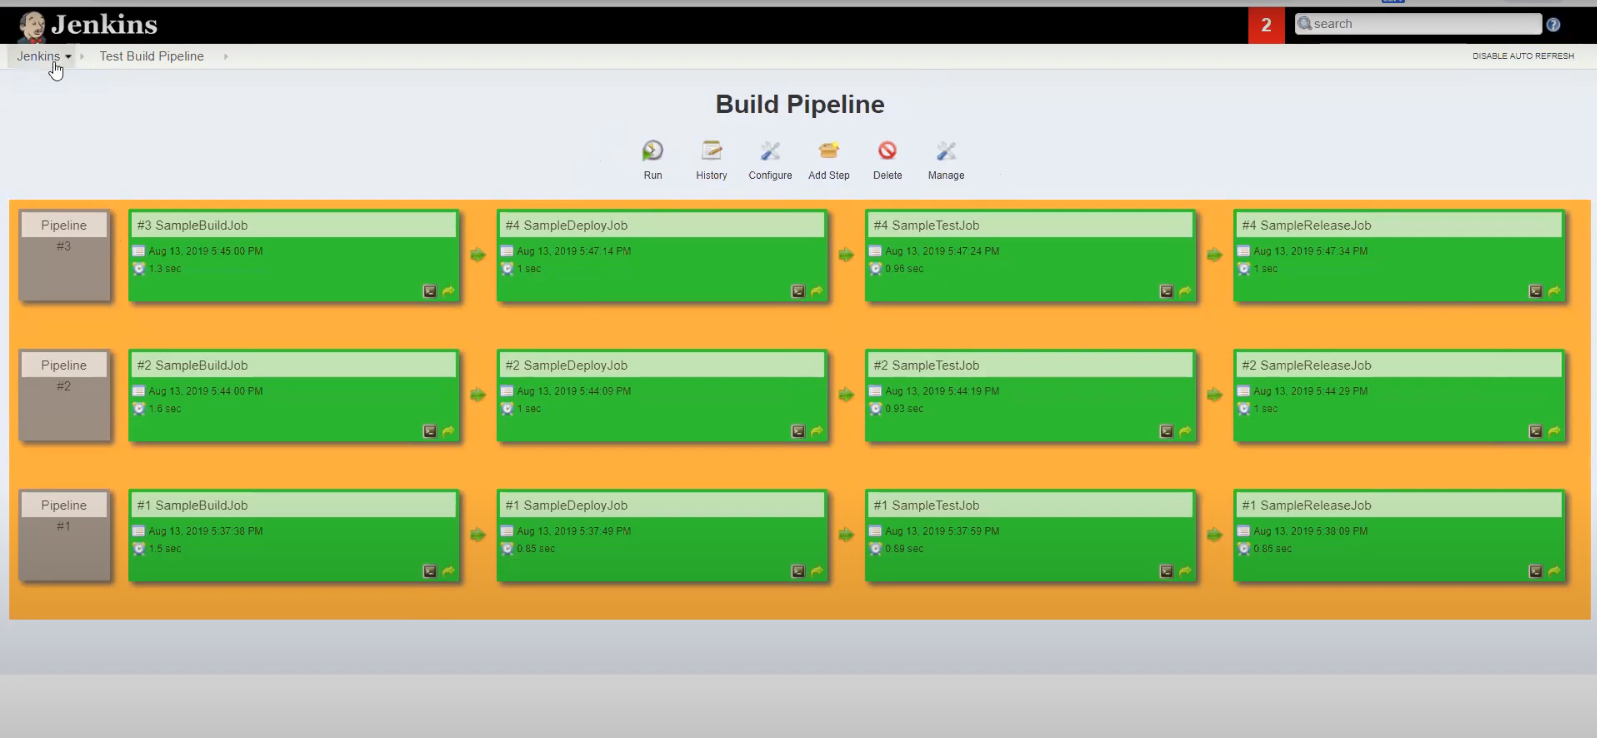 Jenkins
2
search
Jenkins
Test Build Pipeline
DISABLE AUTO REFRESH
Build Pipeline
Run
History
Configure
Add Step
Delete
Manage
Pipeline
#3
#3 SampleBuildJob
Aug 13, 2019 5:45:00 PM
1.3 sec
#4 SampleDeployJob
Aug 13, 2019 5:47:14 PM
1 sec
#4 SampleTestJob
Aug 13, 2019 5:47:24 PM
0.96 sec
#4 SampleReleaseJob
Aug 13, 2019 5:47:34 PM
1 sec
Pipeline
#2
#2 SampleBuildJob
Aug 13, 2019 5:44:00 PM
1.6 sec
#2 SampleDeployJob
Aug 13, 2019 5:44:09 PM
1 sec
#2 SampleTestJob
Aug 13, 2019 5:44:19 PM
0.93 sec
#2 SampleReleaseJob
Aug 13, 2019 5:44:29 PM
1 sec
Pipeline
#1
#1 SampleBuildJob
Aug 13, 2019 5:37:38 PM
1.5 sec
#1 SampleDeployJob
Aug 13, 2019 5:37:49 PM
0.85 sec
#1 SampleTestJob
Aug 13, 2019 5:37:59 PM
0.89 sec
#1 SampleReleaseJob
Aug 13, 2019 5:38:09 PM
0.86 sec